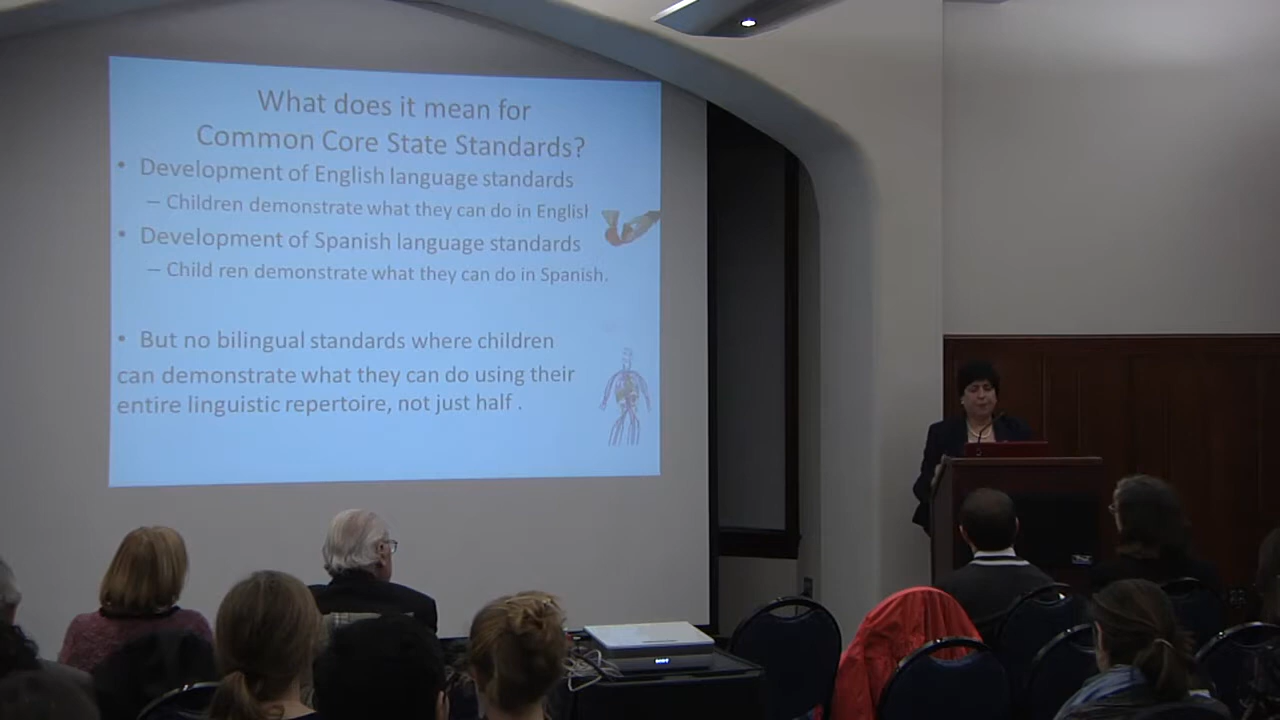 What does it mean for
Common Core State Standards?
• Development of English language standards
– Children demonstrate what they can do in English
• Development of Spanish language standards
– Child ren demonstrate what they can do in Spanish.
• But no bilingual standards where children
can demonstrate what they can do using their
entire linguistic repertoire, not just half .